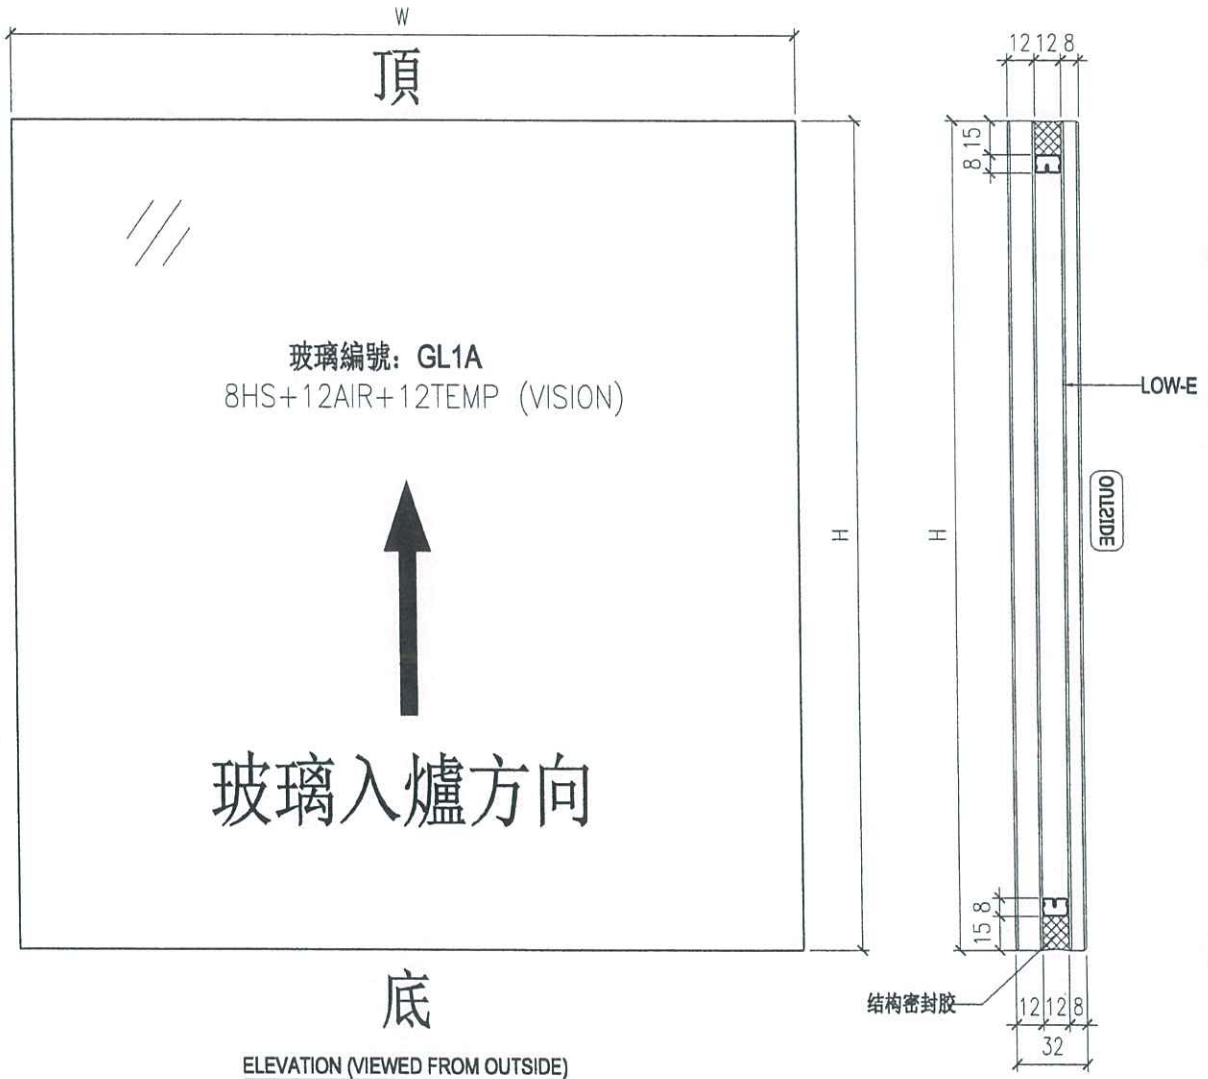 W
頂
12 12 8
15
8
玻璃編號：GL1A
8HS+12AIR+12TEMP (VISION)
LOW-E
OUTSIDE
H
H
玻璃入爐方向
8
15
底
结构密封胶
12 12 8
32
ELEVATION (VIEWED FROM OUTSIDE)